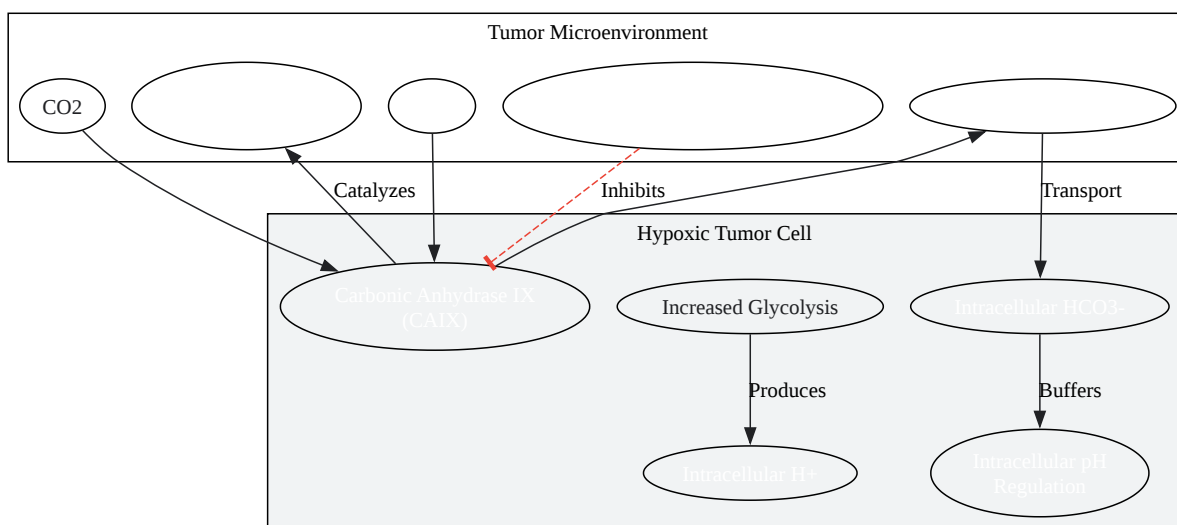 Tumor Microenvironment
CO2
Catalyzes
Inhibits
Transport
Hypoxic Tumor Cell
Carbonic Anhydrase IX
(CAIX)
Increased Glycolysis
Intracellular HCO3-
Produces
Buffers
Intracellular H+
Intracellular pH
Regulation